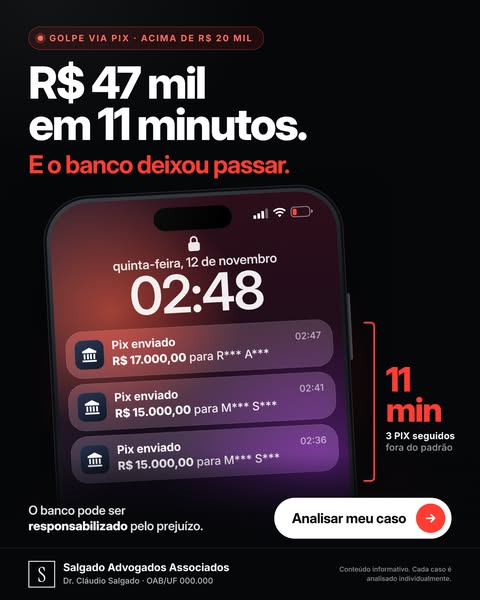 GOLPE VIA PIX · ACIMA DE R$ 20 MIL
R$ 47 mil
em 11 minutos.
E o banco deixou passar.
quinta-feira, 12 de novembro
02:48
Pix enviado 02:47
R$ 17.000,00 para R*** A***
Pix enviado 02:41
R$ 15.000,00 para M*** S***
Pix enviado 02:36
R$ 15.000,00 para M*** S***
11
min
3 PIX seguidos
fora do padrão
O banco pode ser
responsabilizado pelo prejuízo.
Analisar meu caso
S
Salgado Advogados Associados
Dr. Cláudio Salgado · OAB/UF 000.000
Conteúdo informativo. Cada caso é
analisado individualmente.